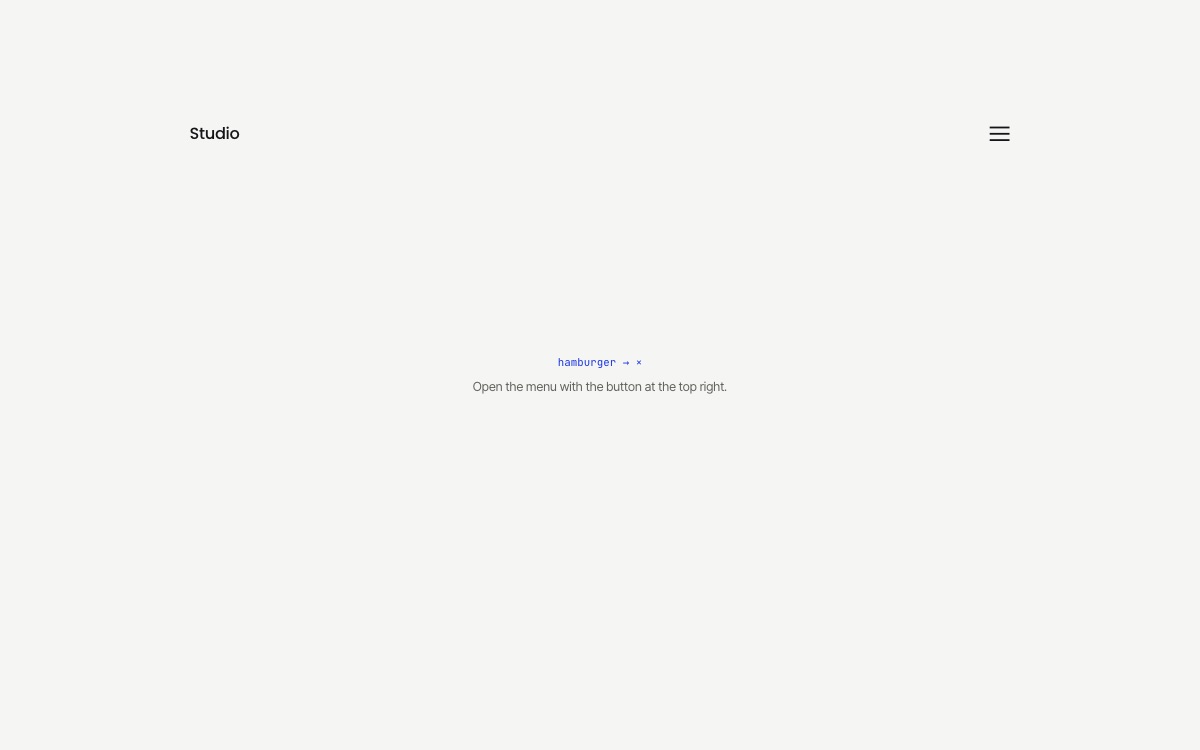 Studio
hamburger → ×
Open the menu with the button at the top right.